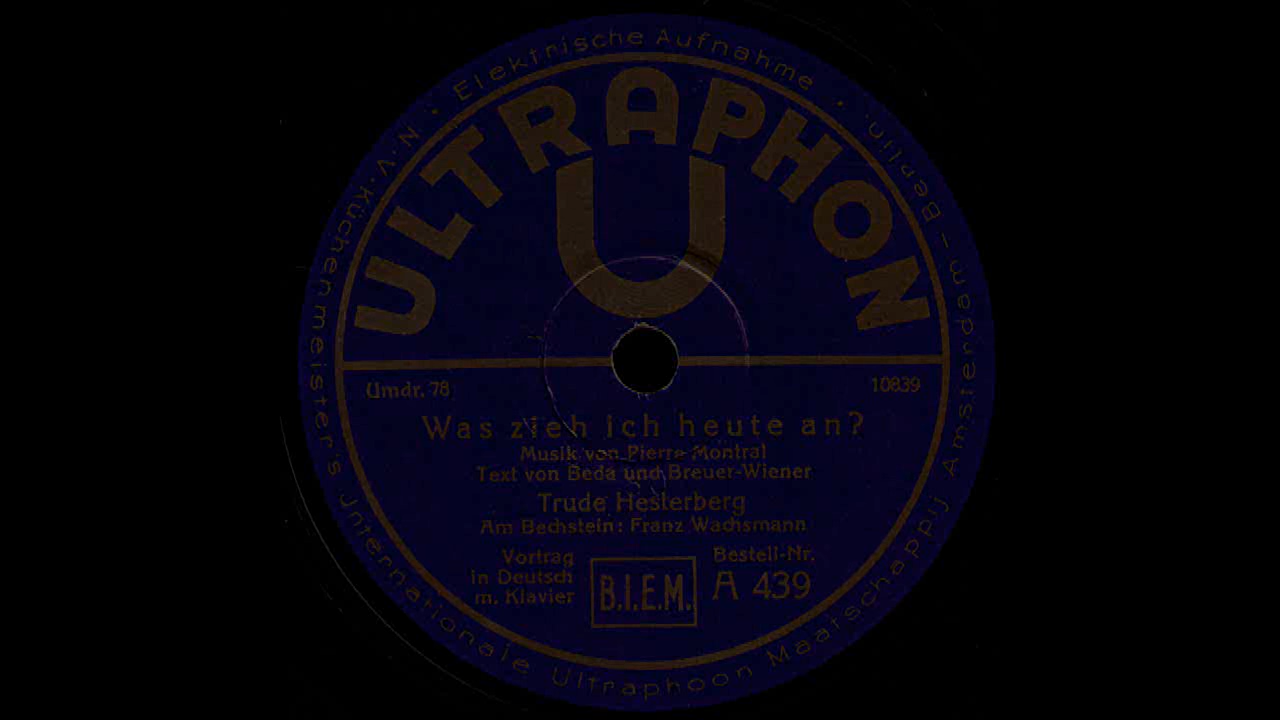 N.V. Küchenmeister's Jnternationale Ultraphoon Maatschappij Amsterdam – Berlin.
• Elektrische Aufnahme •
ULTRAPHON
U
Umdr. 78
10839
Was zieh ich heute an?
Musik von Pierre Montral
Text von Beda und Breuer-Wiener
Trude Hesterberg
Am Bechstein: Franz Wachsmann
Vortrag
in Deutsch
m. Klavier
B.I.E.M.
Bestell-Nr.
A 439